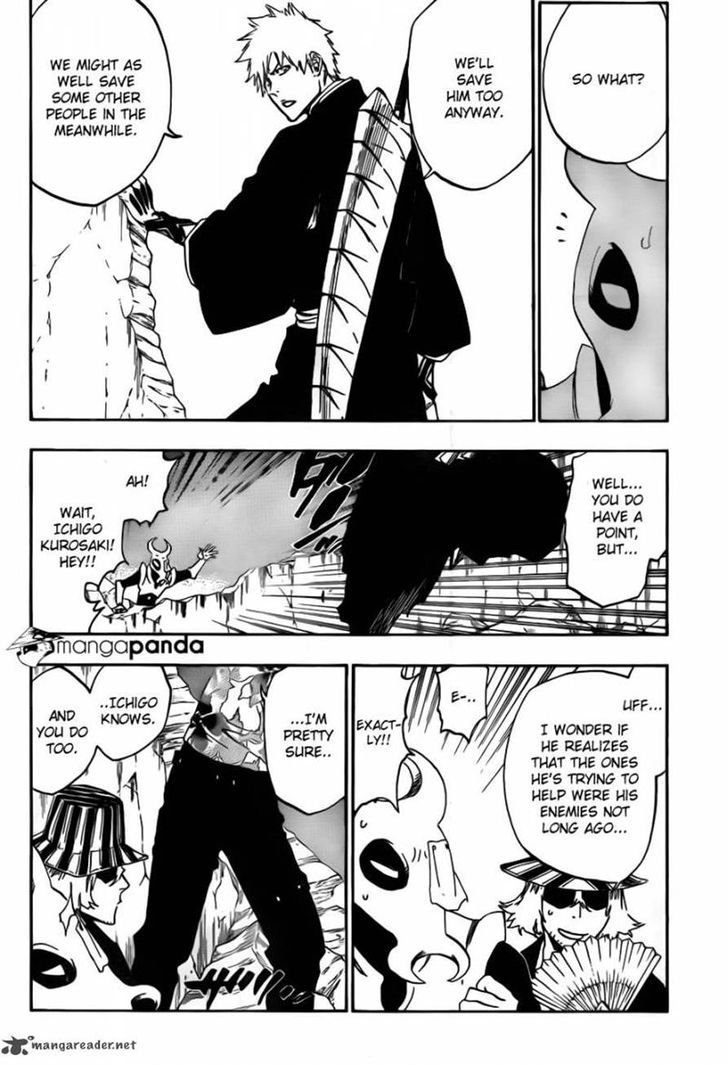 SO WHAT?
WE'LL
SAVE
HIM TOO
ANYWAY.
WE MIGHT AS
WELL SAVE
SOME OTHER
PEOPLE IN THE
MEANWHILE.
WELL...
YOU DO
HAVE A
POINT,
BUT...
AH!
WAIT,
ICHIGO
KUROSAKI!
HEY!!
mangapanda
UFF...
I WONDER IF
HE REALIZES
THAT THE ONES
HE'S TRYING TO
HELP WERE HIS
ENEMIES NOT
LONG AGO...
E-..
EXACT-
LY!!
...I'M
PRETTY
SURE..
..ICHIGO
KNOWS.
AND
YOU DO
TOO.
mangareader.net